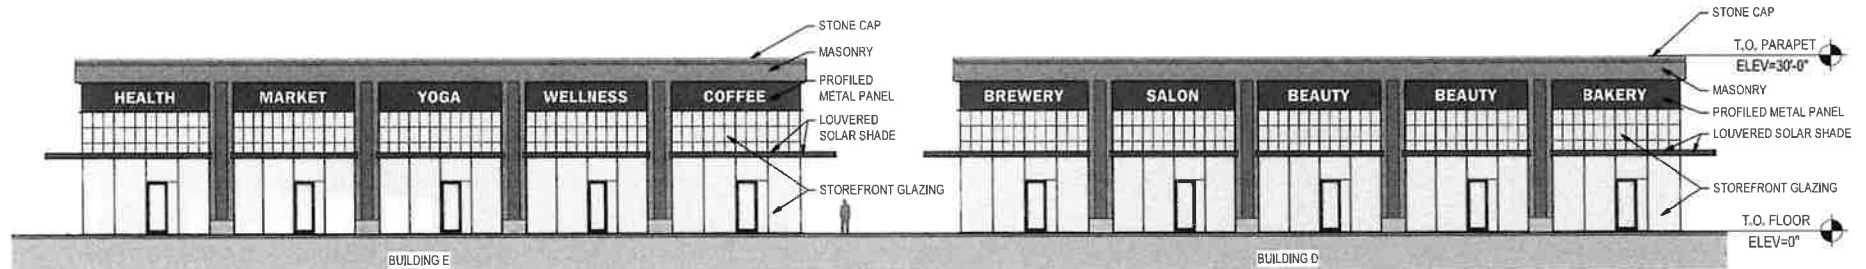 STONE CAP
MASONRY
PROFILED
METAL PANEL
LOUVERED
SOLAR SHADE
STOREFRONT GLAZING
HEALTH
MARKET
YOGA
WELLNESS
COFFEE
BUILDING E
STONE CAP
T.O. PARAPET
ELEV=30'-0"
MASONRY
PROFILED METAL PANEL
LOUVERED SOLAR SHADE
STOREFRONT GLAZING
T.O. FLOOR
ELEV=0"
BREWERY
SALON
BEAUTY
BEAUTY
BAKERY
BUILDING D